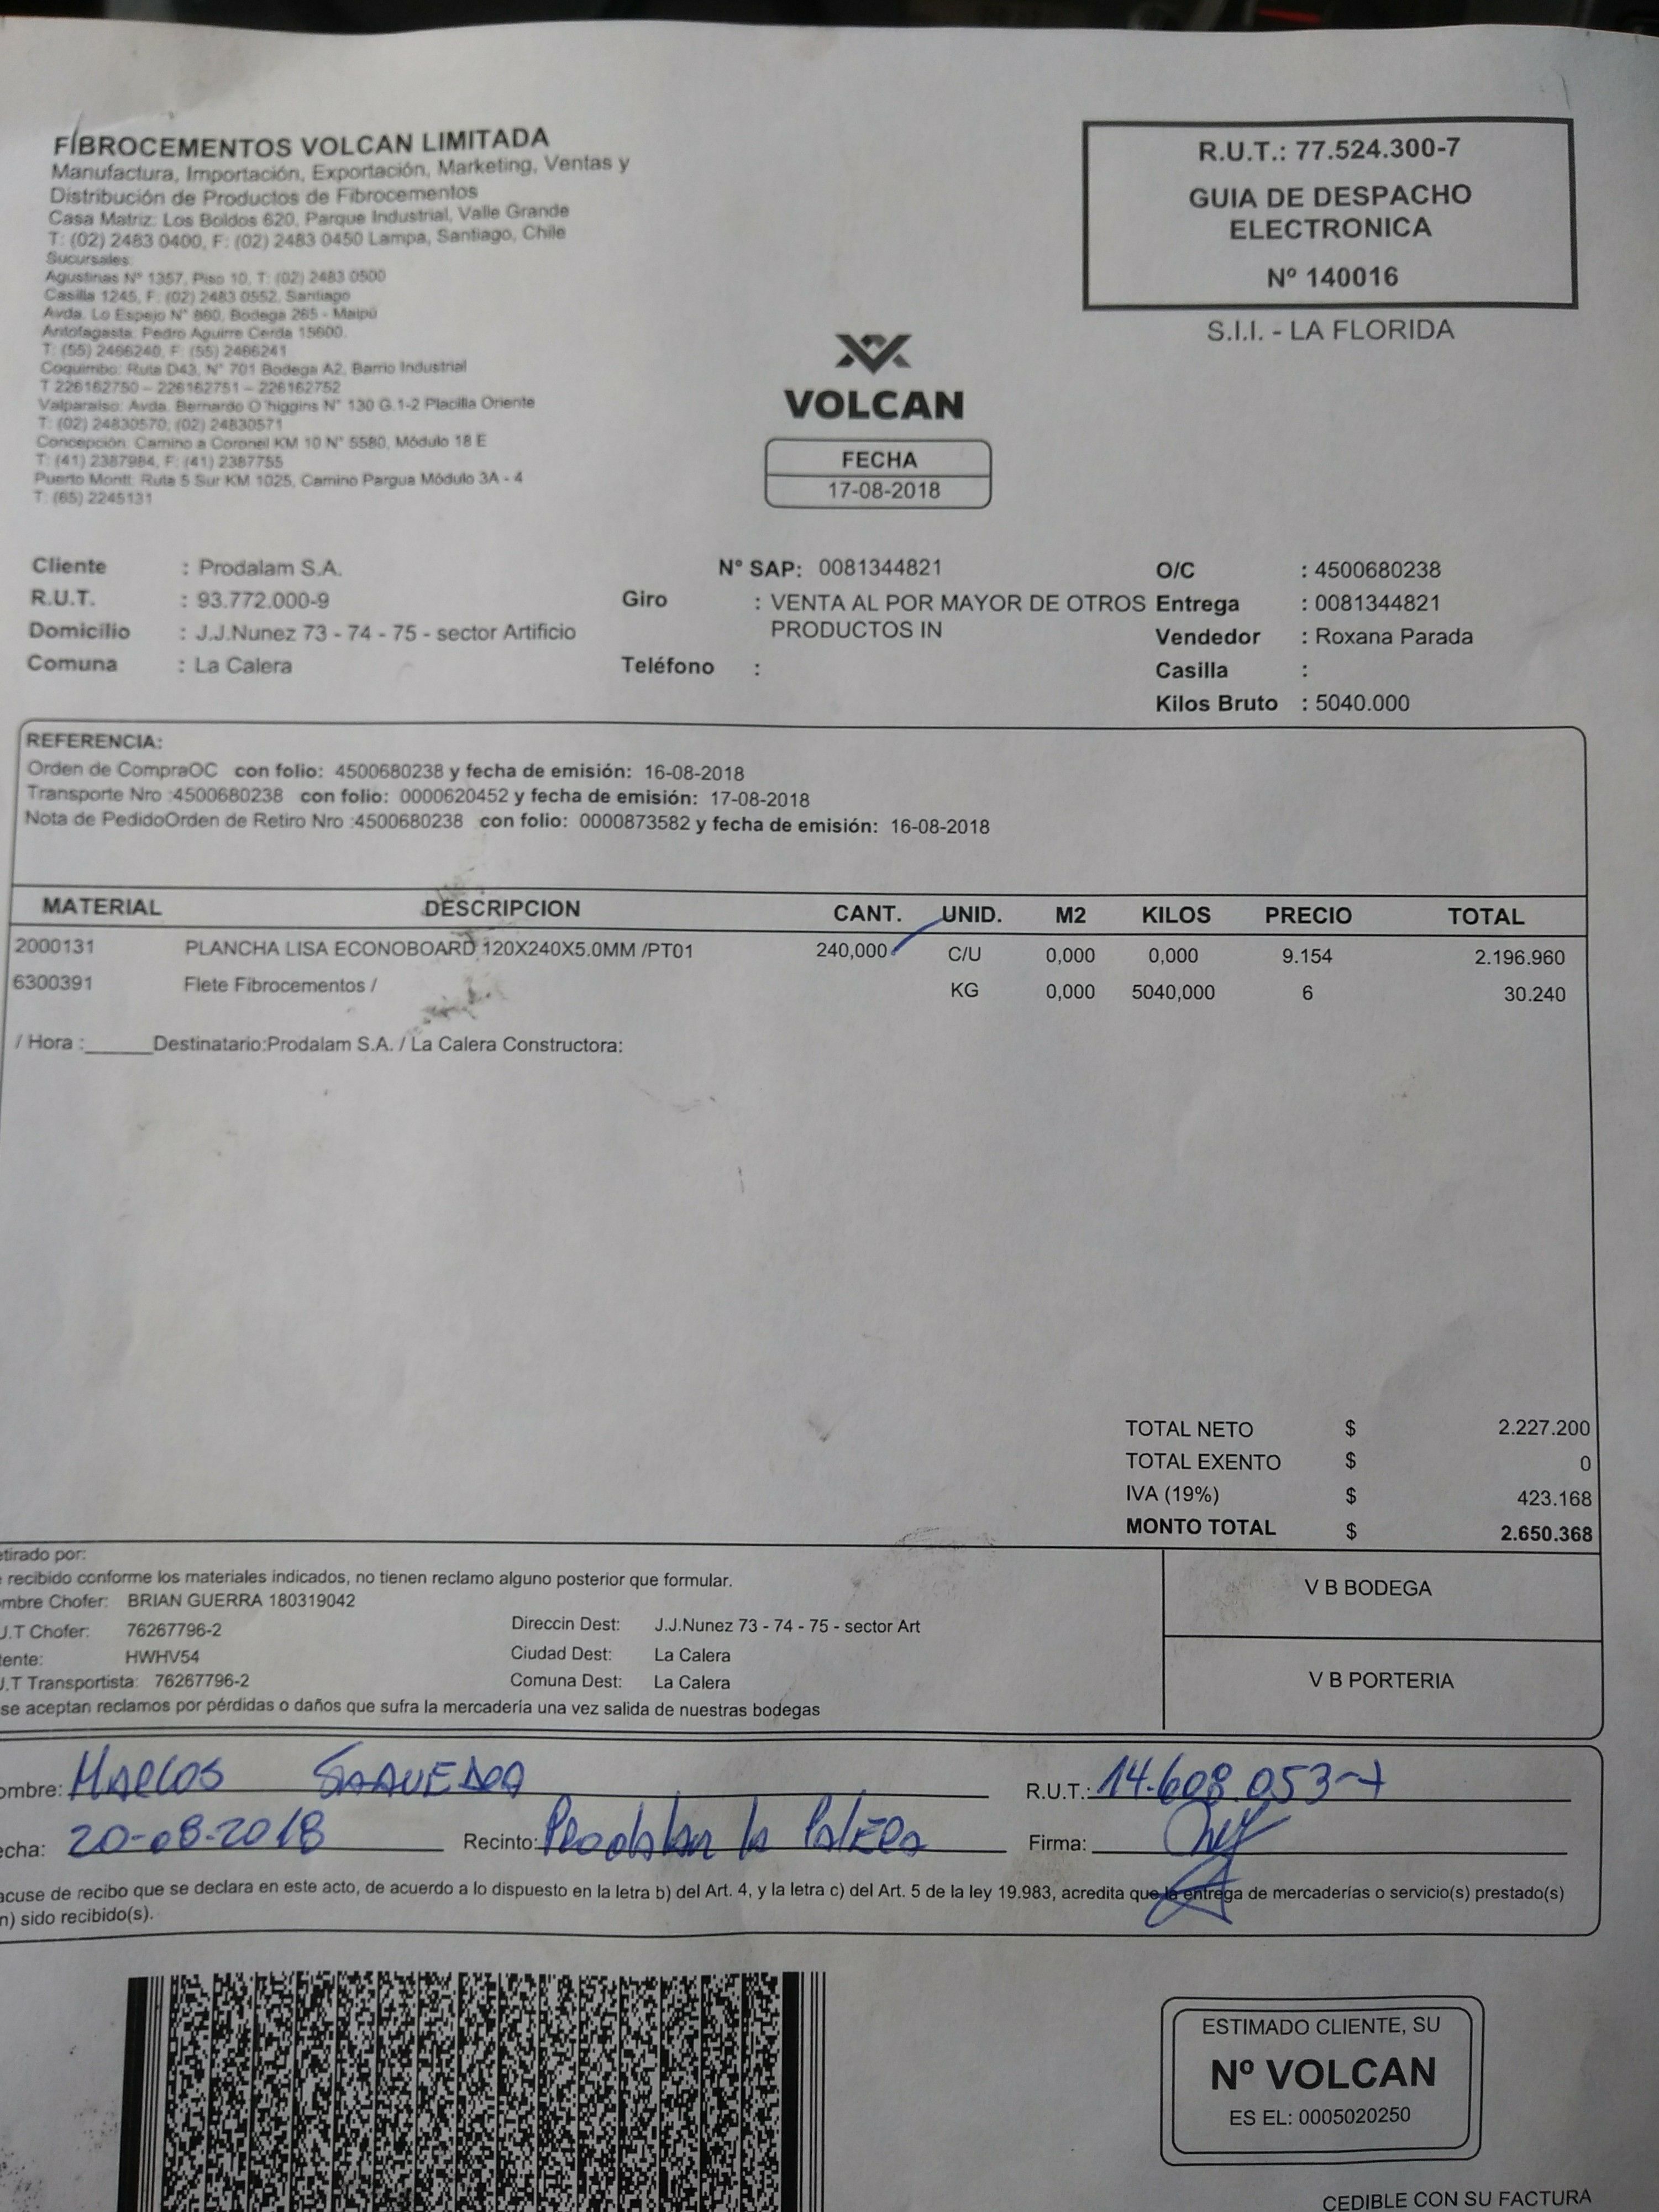 FIBROCEMENTOS VOLCAN LIMITADA
Manufactura, Importación, Exportación, Marketing, Ventas y
Distribución de Productos de Fibrocementos
Casa Matriz: Los Boldos 620, Parque Industrial, Valle Grande
T: (02) 2483 0400, F: (02) 2483 0450 Lampa, Santiago, Chile
Sucursales:
Agustinas N° 1357, Piso 10, T: (02) 2483 0500
Casilla 1245, F: (02) 2483 0552, Santiago
Avda. Lo Espejo N° 860, Bodega 265 - Maipú
Antofagasta: Pedro Aguirre Cerda 15600.
T: (55) 2466240, F: (55) 2466241
Coquimbo: Ruta D43, N° 701 Bodega A2, Barrio Industrial
T 226162750 – 226162751 – 226162752
Valparaíso: Avda. Bernardo O´higgins N° 130 G.1-2 Placilla Oriente
T: (02) 24830570; (02) 24830571
Concepción: Camino a Coronel KM 10 N° 5580, Módulo 18 E
T: (41) 2387984, F: (41) 2387755
Puerto Montt: Ruta 5 Sur KM 1025, Camino Pargua Módulo 3A - 4
T: (65) 2245131
R.U.T.: 77.524.300-7
GUIA DE DESPACHO
ELECTRONICA
Nº 140016
S.I.I. - LA FLORIDA
VOLCAN
FECHA
17-08-2018
Cliente : Prodalam S.A. N° SAP: 0081344821 O/C : 4500680238
R.U.T. : 93.772.000-9 Giro : VENTA AL POR MAYOR DE OTROS Entrega : 0081344821
Domicilio : J.J.Nunez 73 - 74 - 75 - sector Artificio PRODUCTOS IN Vendedor : Roxana Parada
Comuna : La Calera Teléfono : Casilla :
Kilos Bruto : 5040.000
REFERENCIA:
Orden de CompraOC con folio: 4500680238 y fecha de emisión: 16-08-2018
Transporte Nro :4500680238 con folio: 0000620452 y fecha de emisión: 17-08-2018
Nota de PedidoOrden de Retiro Nro :4500680238 con folio: 0000873582 y fecha de emisión: 16-08-2018
MATERIAL DESCRIPCION CANT. UNID. M2 KILOS PRECIO TOTAL
2000131 PLANCHA LISA ECONOBOARD 120X240X5.0MM /PT01 240,000 C/U 0,000 0,000 9.154 2.196.960
6300391 Flete Fibrocementos / KG 0,000 5040,000 6 30.240
/ Hora :______Destinatario:Prodalam S.A. / La Calera Constructora:
TOTAL NETO $ 2.227.200
TOTAL EXENTO $ 0
IVA (19%) $ 423.168
MONTO TOTAL $ 2.650.368
etirado por:
recibido conforme los materiales indicados, no tienen reclamo alguno posterior que formular.
mbre Chofer: BRIAN GUERRA 180319042
J.T Chofer: 76267796-2 Direccin Dest: J.J.Nunez 73 - 74 - 75 - sector Art
tente: HWHV54 Ciudad Dest: La Calera
J.T Transportista: 76267796-2 Comuna Dest: La Calera
se aceptan reclamos por pérdidas o daños que sufra la mercadería una vez salida de nuestras bodegas
V B BODEGA
V B PORTERIA
ombre: MARCOS SAAVEDRA R.U.T.: 14.608.053-7
echa: 20-08-2018 Recinto: Prodalam la Calera Firma:
acuse de recibo que se declara en este acto, de acuerdo a lo dispuesto en la letra b) del Art. 4, y la letra c) del Art. 5 de la ley 19.983, acredita que la entrega de mercaderías o servicio(s) prestado(s)
n) sido recibido(s).
ESTIMADO CLIENTE, SU
Nº VOLCAN
ES EL: 0005020250
CEDIBLE CON SU FACTURA